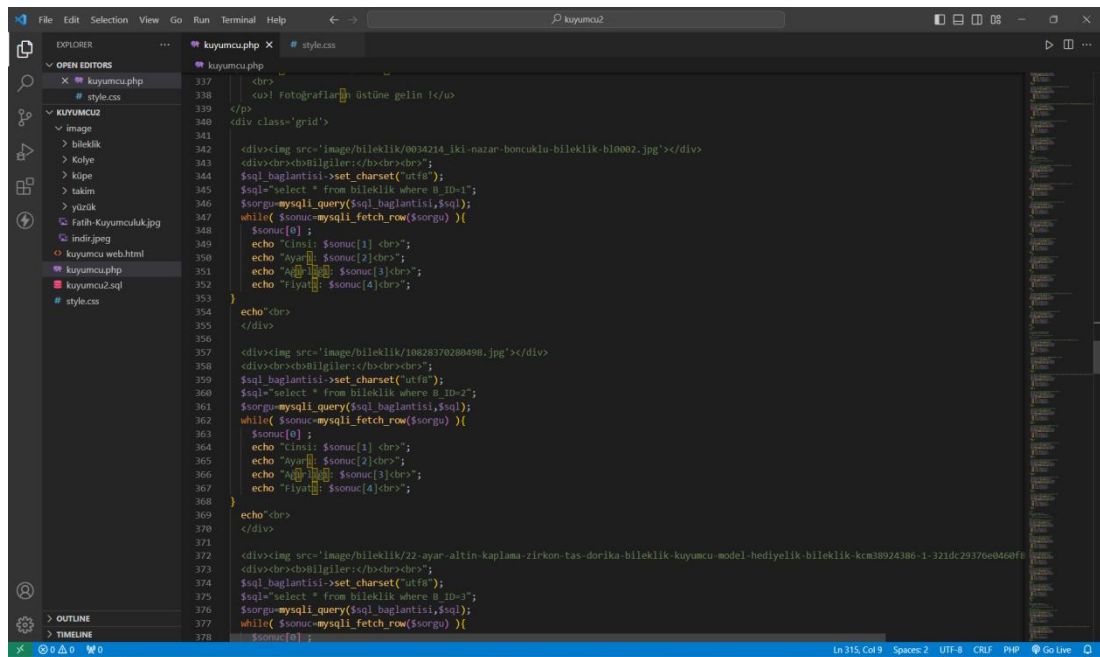 File Edit Selection View Go Run Terminal Help
kuyumcu2
EXPLORER
OPEN EDITORS
kuyumcu.php
# style.css
KUYUMCU2
image
bileklik
Kolye
küpe
takim
yüzük
Fatih-Kuyumculuk.jpg
indir.jpeg
kuyumcu web.html
kuyumcu.php
kuyumcu2.sql
# style.css
OUTLINE
TIMELINE
kuyumcu.php # style.css
kuyumcu.php
337 <br>
338 <u>! Fotoğrafların üstüne gelin !</u>
339 </p>
340 <div class='grid'>
341
342 <div><img src='image/bileklik/0034214_iki-nazar-boncuklu-bileklik-bl0002.jpg'></div>
343 <div><br><b>Bilgiler:</b><br><br>";
344 $sql_baglantisi->set_charset("utf8");
345 $sql="select * from bileklik where B_ID=1";
346 $sorgu=mysqli_query($sql_baglantisi,$sql);
347 while( $sonuc=mysqli_fetch_row($sorgu) ){
348 $sonuc[0] ;
349 echo "Cinsi: $sonuc[1] <br>";
350 echo "Ayarı: $sonuc[2]<br>";
351 echo "Ağırlığı: $sonuc[3]<br>";
352 echo "Fiyatı: $sonuc[4]<br>";
353 }
354 echo"<br>
355 </div>
356
357 <div><img src='image/bileklik/10828370280498.jpg'></div>
358 <div><br><b>Bilgiler:</b><br><br>";
359 $sql_baglantisi->set_charset("utf8");
360 $sql="select * from bileklik where B_ID=2";
361 $sorgu=mysqli_query($sql_baglantisi,$sql);
362 while( $sonuc=mysqli_fetch_row($sorgu) ){
363 $sonuc[0] ;
364 echo "Cinsi: $sonuc[1] <br>";
365 echo "Ayarı: $sonuc[2]<br>";
366 echo "Ağırlığı: $sonuc[3]<br>";
367 echo "Fiyatı: $sonuc[4]<br>";
368 }
369 echo"<br>
370 </div>
371
372 <div><img src='image/bileklik/22-ayar-altin-kaplama-zirkon-tas-dorika-bileklik-kuyumcu-model-hediyelik-bileklik-kcm38924386-1-321dc29376e0460f8
373 <div><br><b>Bilgiler:</b><br><br>";
374 $sql_baglantisi->set_charset("utf8");
375 $sql="select * from bileklik where B_ID=3";
376 $sorgu=mysqli_query($sql_baglantisi,$sql);
377 while( $sonuc=mysqli_fetch_row($sorgu) ){
378 $sonuc[0] ;
0 0 0 Ln 315, Col 9 Spaces: 2 UTF-8 CRLF PHP Go Live